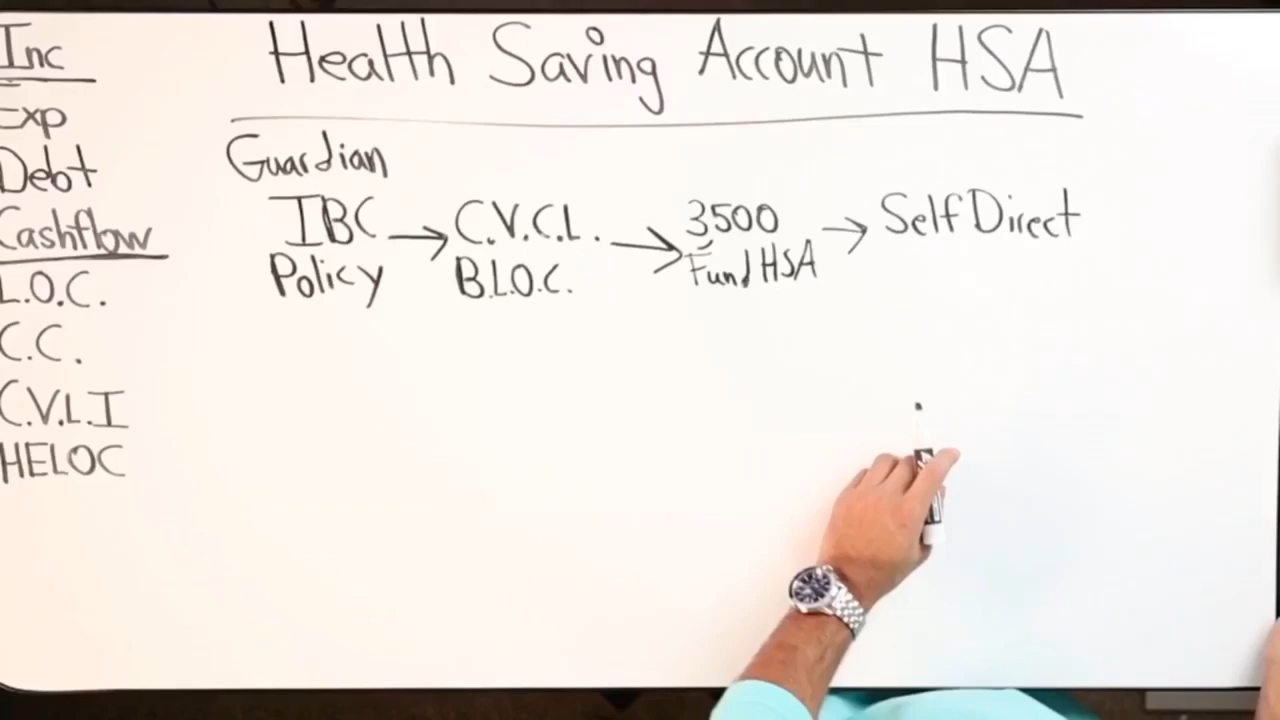 Health Saving Account HSA
Inc
Exp
Debt
Cashflow
L.O.C.
C.C.
C.V.L.I
HELOC
Guardian
IBC → C.V.C.L. → 3500 → Self Direct
Policy B.L.O.C. Fund HSA